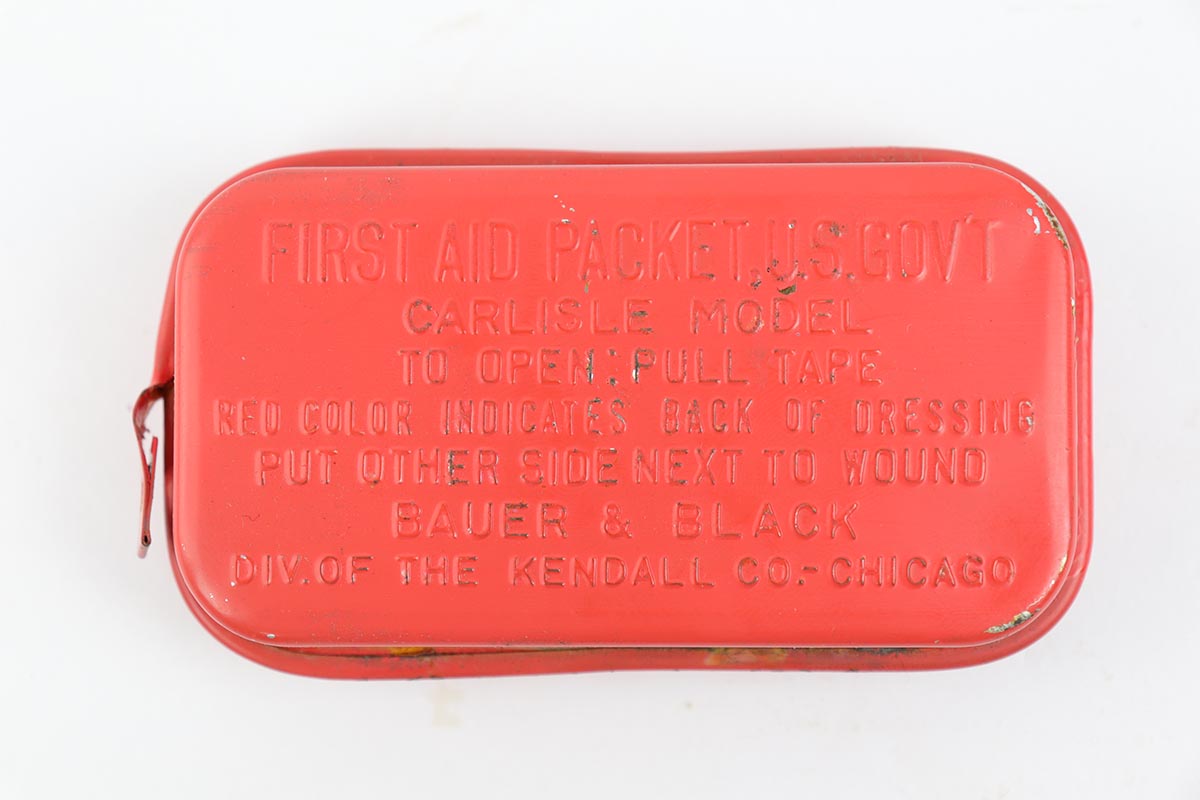 FIRST AID PACKET, U.S. GOV'T
CARLISLE MODEL
TO OPEN: PULL TAPE
RED COLOR INDICATES BACK OF DRESSING
PUT OTHER SIDE NEXT TO WOUND
BAUER & BLACK
DIV. OF THE KENDALL CO.-CHICAGO